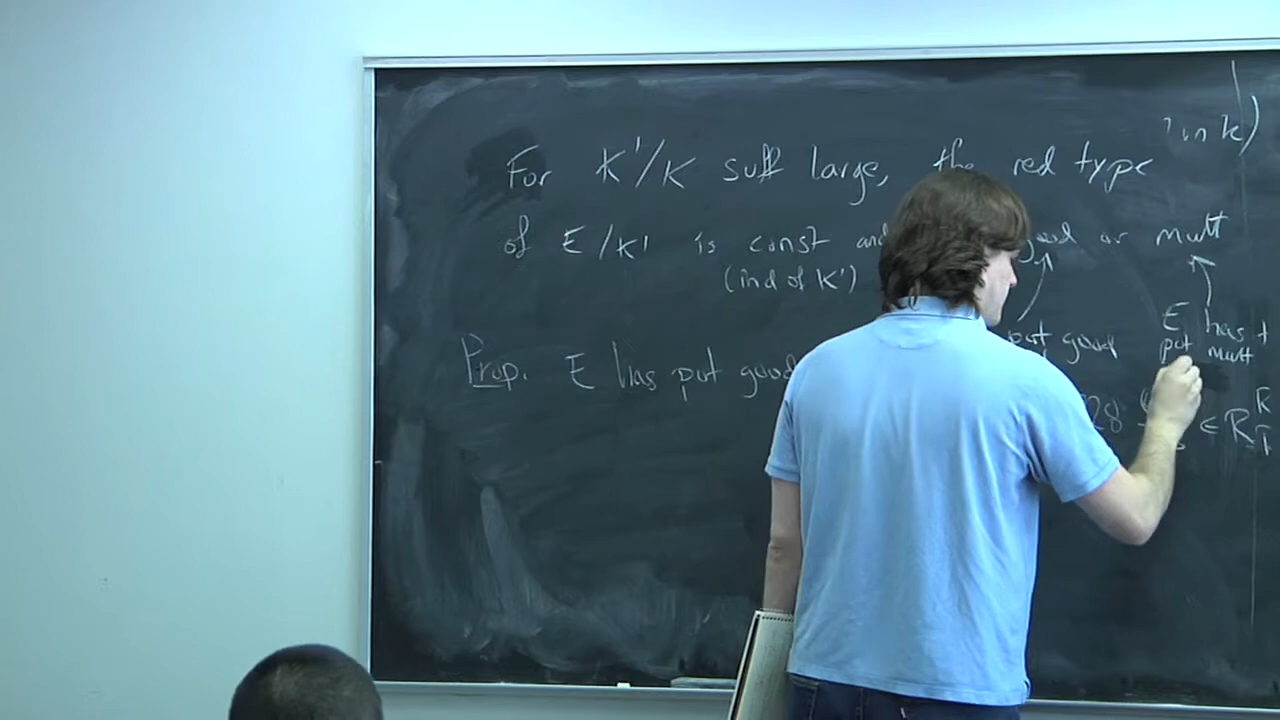 in k)
For K'/K suff large, the red type
of E/K' is const and good or mult
(ind of K')
pot good
E has
pot mult
Prop. E has pot good
28 ∈ R